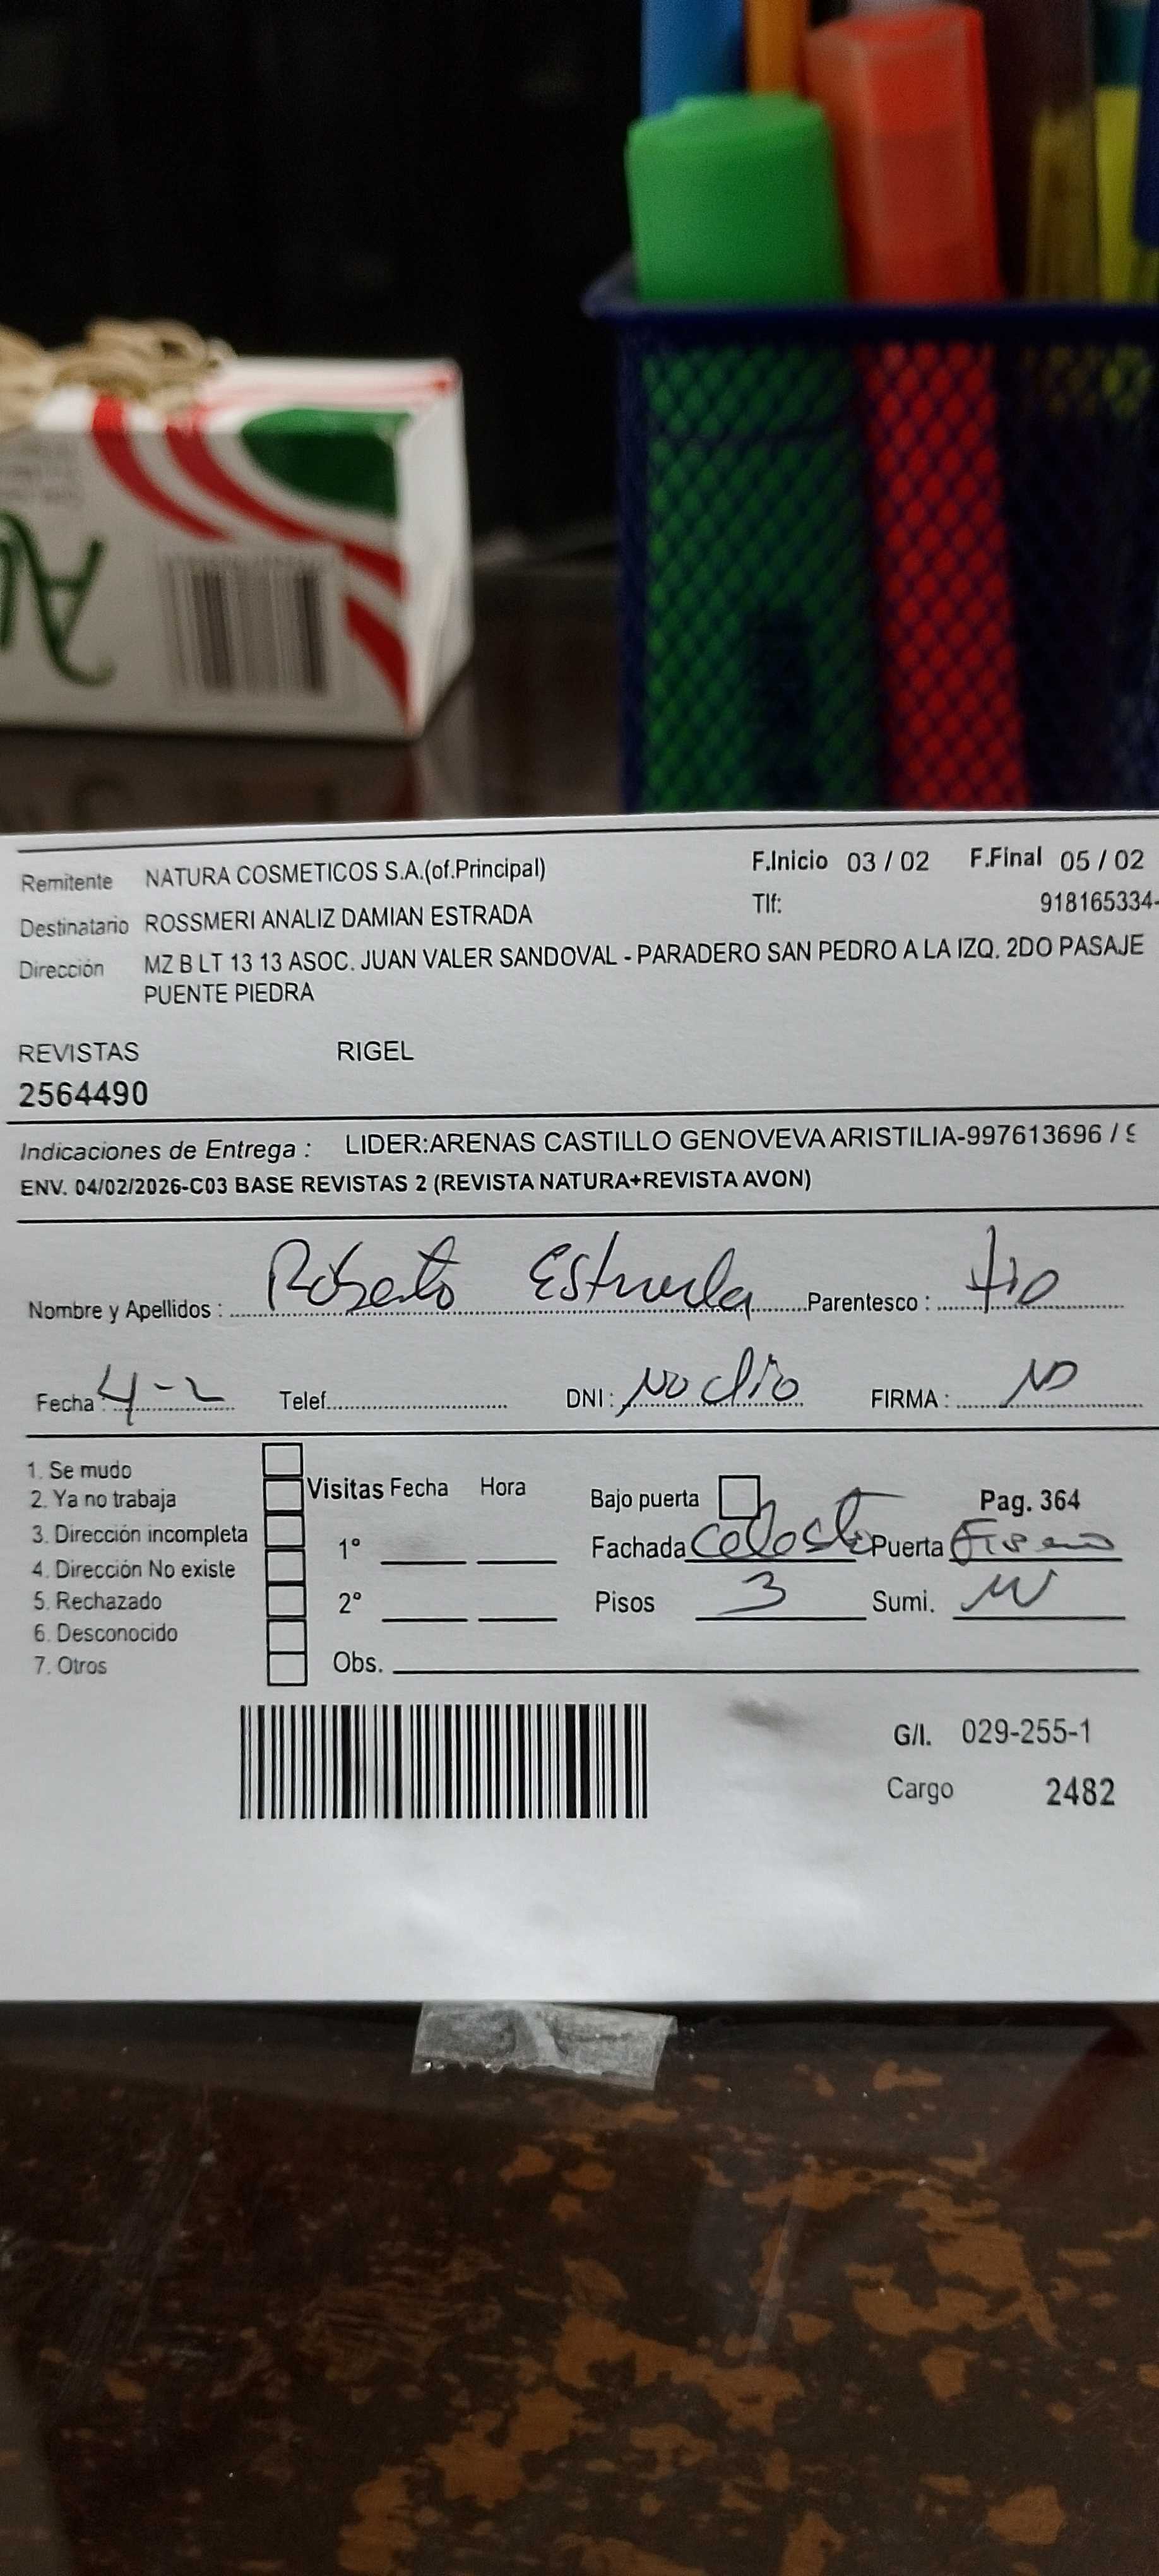 Remitente NATURA COSMETICOS S.A.(of.Principal) F.Inicio 03 / 02 F.Final 05 / 02
Destinatario ROSSMERI ANALIZ DAMIAN ESTRADA Tlf: 918165334-
Dirección MZ B LT 13 13 ASOC. JUAN VALER SANDOVAL - PARADERO SAN PEDRO A LA IZQ. 2DO PASAJE
PUENTE PIEDRA
REVISTAS RIGEL
2564490
Indicaciones de Entrega : LIDER:ARENAS CASTILLO GENOVEVA ARISTILIA-997613696 / 9
ENV. 04/02/2026-C03 BASE REVISTAS 2 (REVISTA NATURA+REVISTA AVON)
Nombre y Apellidos : Roberto Estrada Parentesco : tio
Fecha 4-2 Telef. DNI : No dio FIRMA : NO
1. Se mudo
2. Ya no trabaja
3. Dirección incompleta
4. Dirección No existe
5. Rechazado
6. Desconocido
7. Otros
Visitas Fecha Hora
1°
2°
Obs.
Bajo puerta Pag. 364
Fachada Celeste Puerta
Pisos 3 Sumi.
G/I. 029-255-1
Cargo 2482